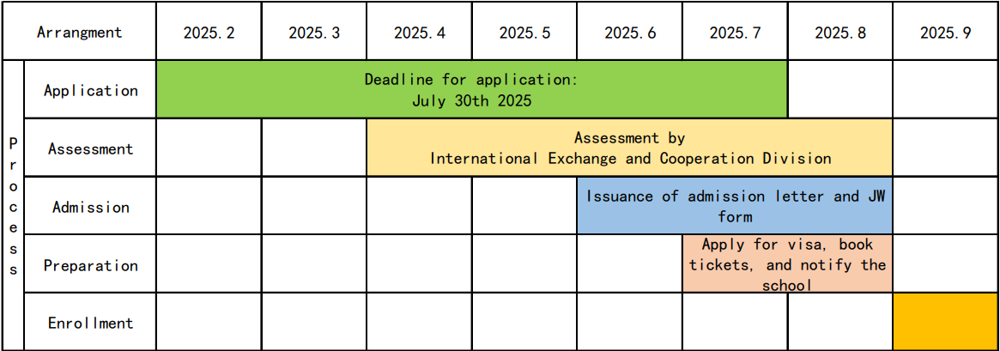 Arrangment 2025.2 2025.3 2025.4 2025.5 2025.6 2025.7 2025.8 2025.9
Process
Application
Deadline for application:
July 30th 2025
Assessment
Assessment by
International Exchange and Cooperation Division
Admission
Issuance of admission letter and JW
form
Preparation
Apply for visa, book
tickets, and notify the
school
Enrollment